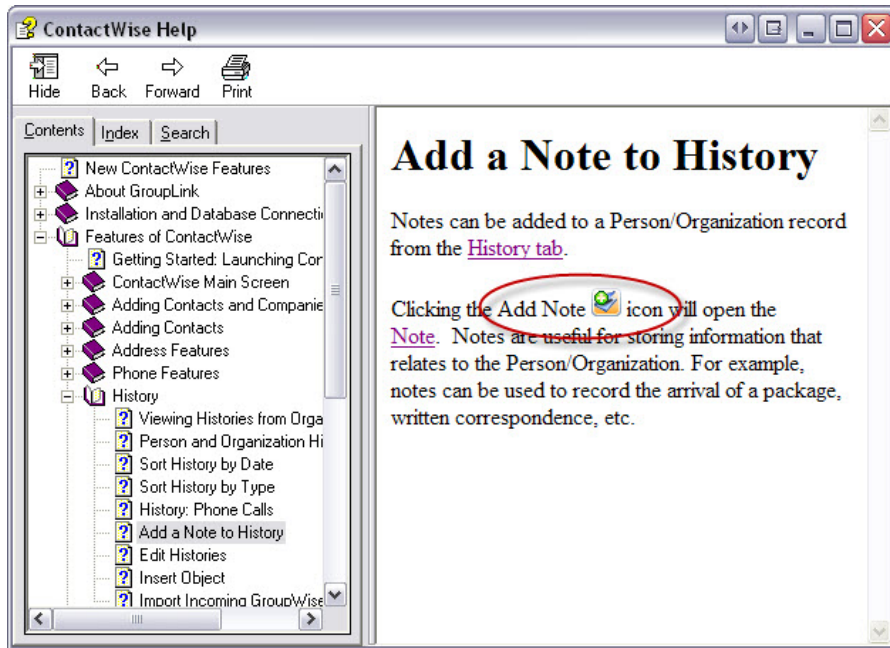 ContactWise Help
Hide Back Forward Print
Contents Index Search
New ContactWise Features
About GroupLink
Installation and Database Connecti
Features of ContactWise
Getting Started: Launching Con
ContactWise Main Screen
Adding Contacts and Companie
Adding Contacts
Address Features
Phone Features
History
Viewing Histories from Orga
Person and Organization Hi
Sort History by Date
Sort History by Type
History: Phone Calls
Add a Note to History
Edit Histories
Insert Object
Import Incoming GroupWise
Add a Note to History
Notes can be added to a Person/Organization record
from the History tab.
Clicking the Add Note icon will open the
Note. Notes are useful for storing information that
relates to the Person/Organization. For example,
notes can be used to record the arrival of a package,
written correspondence, etc.